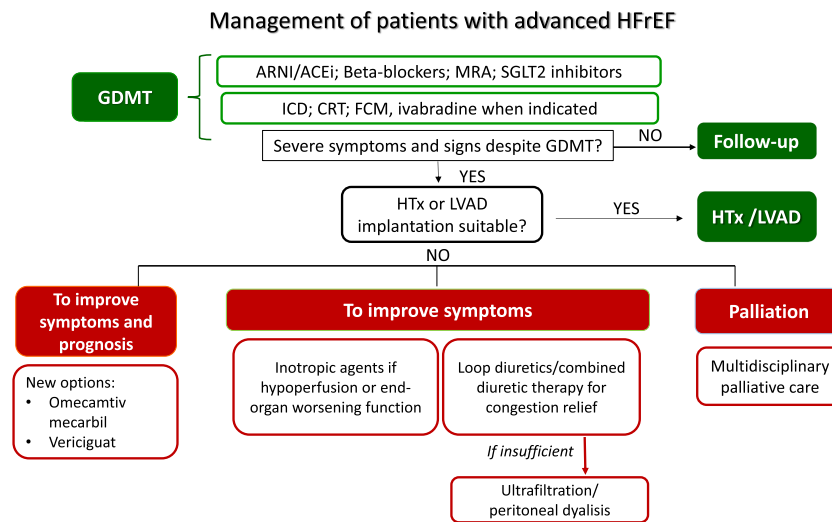 Management of patients with advanced HFrEF
GDMT
ARNI/ACEi; Beta-blockers; MRA; SGLT2 inhibitors
ICD; CRT; FCM, ivabradine when indicated
Severe symptoms and signs despite GDMT?
NO
Follow-up
YES
HTx or LVAD
implantation suitable?
YES
HTx /LVAD
NO
To improve
symptoms and
prognosis
To improve symptoms
Palliation
New options:
• Omecamtiv
mecarbil
• Vericiguat
Inotropic agents if
hypoperfusion or end-
organ worsening function
Loop diuretics/combined
diuretic therapy for
congestion relief
Multidisciplinary
palliative care
If insufficient
Ultrafiltration/
peritoneal dyalisis